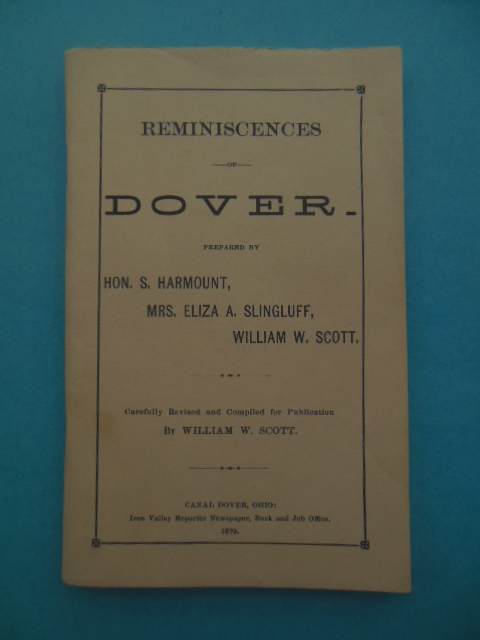 REMINISCENCES
OF
DOVER.
PREPARED BY
HON. S. HARMOUNT,
MRS. ELIZA A. SLINGLUFF,
WILLIAM W. SCOTT.
Carefully Revised and Compiled for Publication
BY WILLIAM W. SCOTT.
CANAL DOVER, OHIO:
Iron Valley Reporter Newspaper, Book and Job Office.
1879.